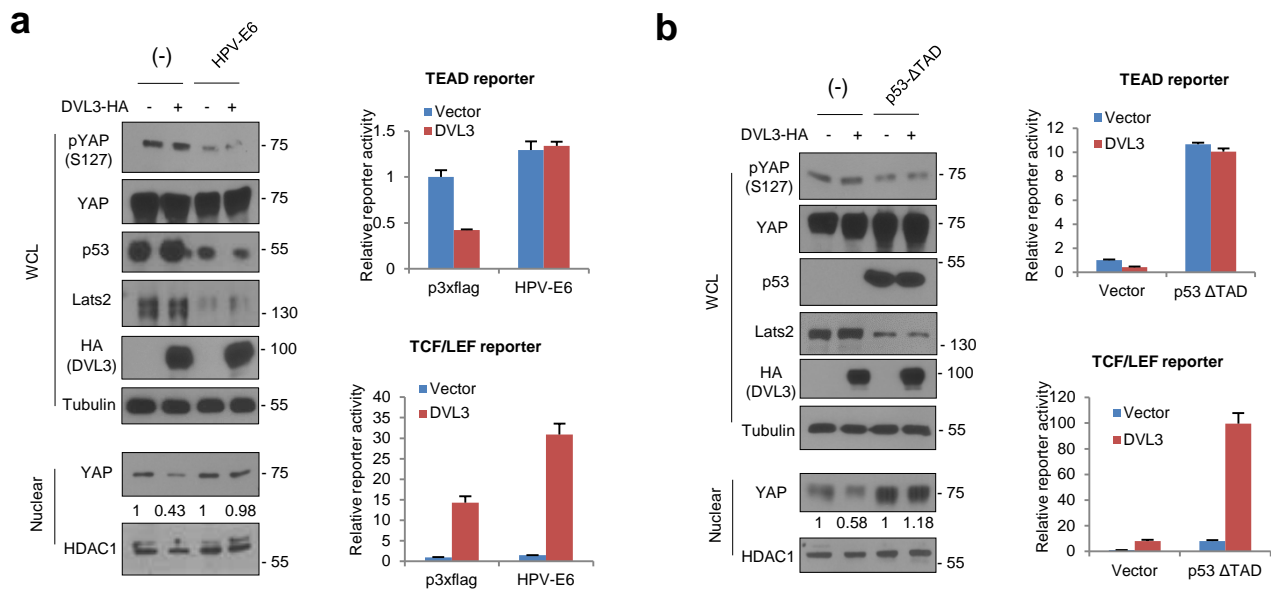 a
(-)
HPV-E6
DVL3-HA - + - +
pYAP
(S127)
- 75
YAP
- 75
p53
- 55
Lats2
- 130
HA
(DVL3)
- 100
Tubulin
- 55
WCL
YAP
- 75
1 0.43 1 0.98
HDAC1
- 55
Nuclear
TEAD reporter
Vector
DVL3
Relative reporter activity
1.5
1
0.5
0
p3xflag HPV-E6
TCF/LEF reporter
Vector
DVL3
Relative reporter activity
40
35
30
25
20
15
10
5
0
p3xflag HPV-E6
b
(-)
p53-ΔTAD
DVL3-HA - + - +
pYAP
(S127)
- 75
YAP
- 75
p53
- 55
Lats2
- 130
HA
(DVL3)
- 100
Tubulin
- 55
WCL
YAP
- 75
1 0.58 1 1.18
HDAC1
- 55
Nuclear
TEAD reporter
Vector
DVL3
Relative reporter activity
12
10
8
6
4
2
0
Vector p53 ΔTAD
TCF/LEF reporter
Vector
DVL3
Relative reporter activity
120
100
80
60
40
20
0
Vector p53 ΔTAD